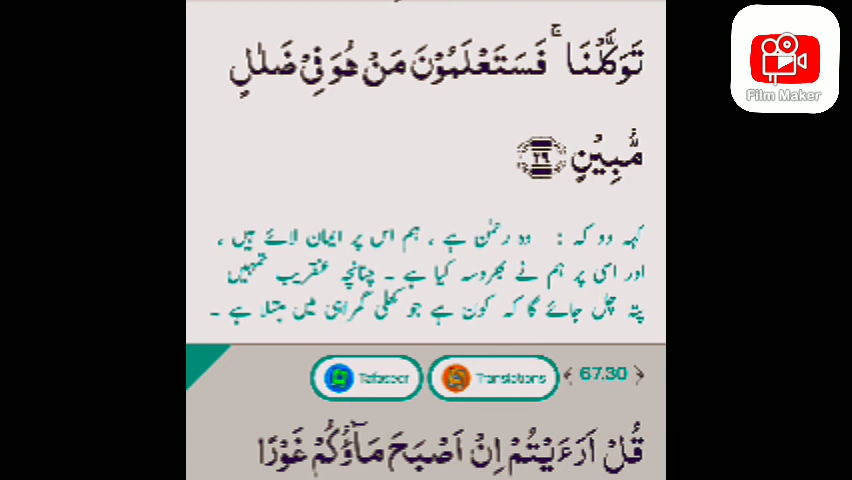 تَوَكَّلْنَا ۚ فَسَتَعْلَمُوْنَ مَنْ هُوَ فِيْ ضَلٰلٍ
مُّبِيْنٍ ٢٩
کہہ دو کہ : وہ رحمٰن ہے ، ہم اس پر ایمان لائے ہیں ،
اور اسی پر ہم نے بھروسہ کیا ہے ۔ چنانچہ عنقریب تمہیں
پتہ چل جائے گا کہ کون ہے جو کھلی گمراہی میں مبتلا ہے ۔
Tafaseer Translations 67:30
قُلْ اَرَءَيْتُمْ اِنْ اَصْبَحَ مَآؤُكُمْ غَوْرًا
Film Maker